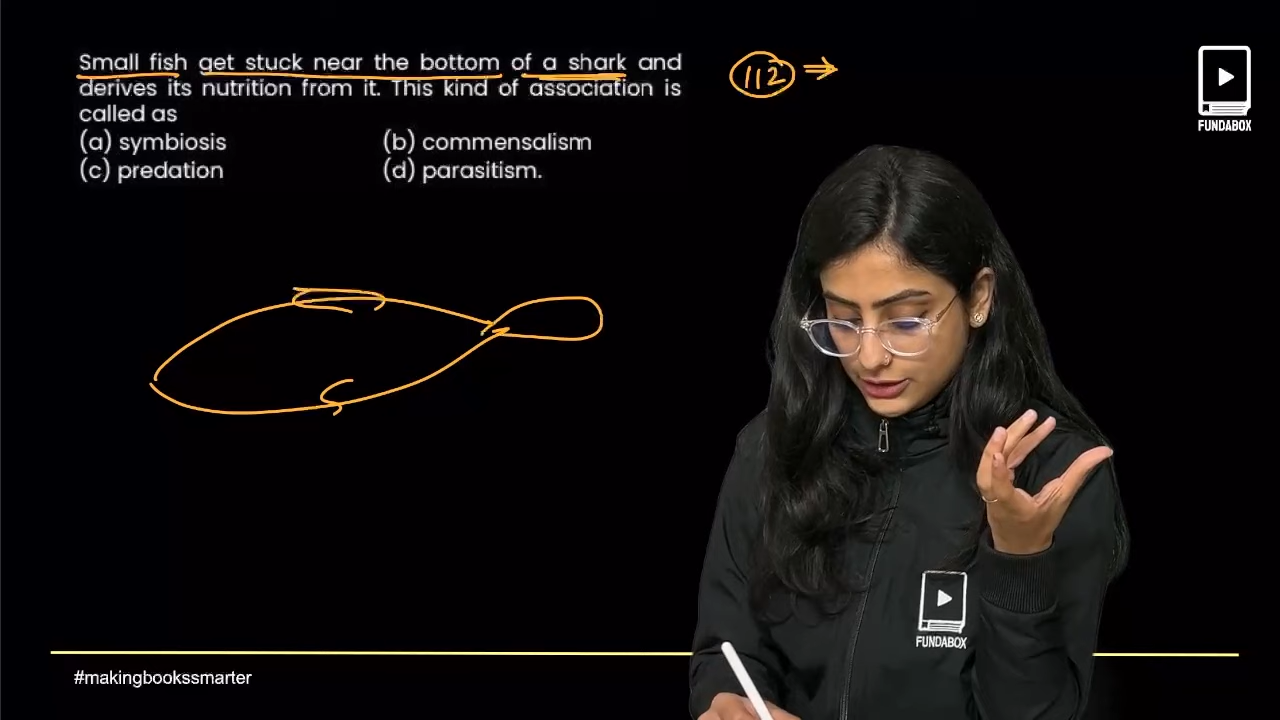 Small fish get stuck near the bottom of a shark and
derives its nutrition from it. This kind of association is
called as
(a) symbiosis (b) commensalism
(c) predation (d) parasitism.
112 ⇒
FUNDABOX
FUNDABOX
#makingbookssmarter